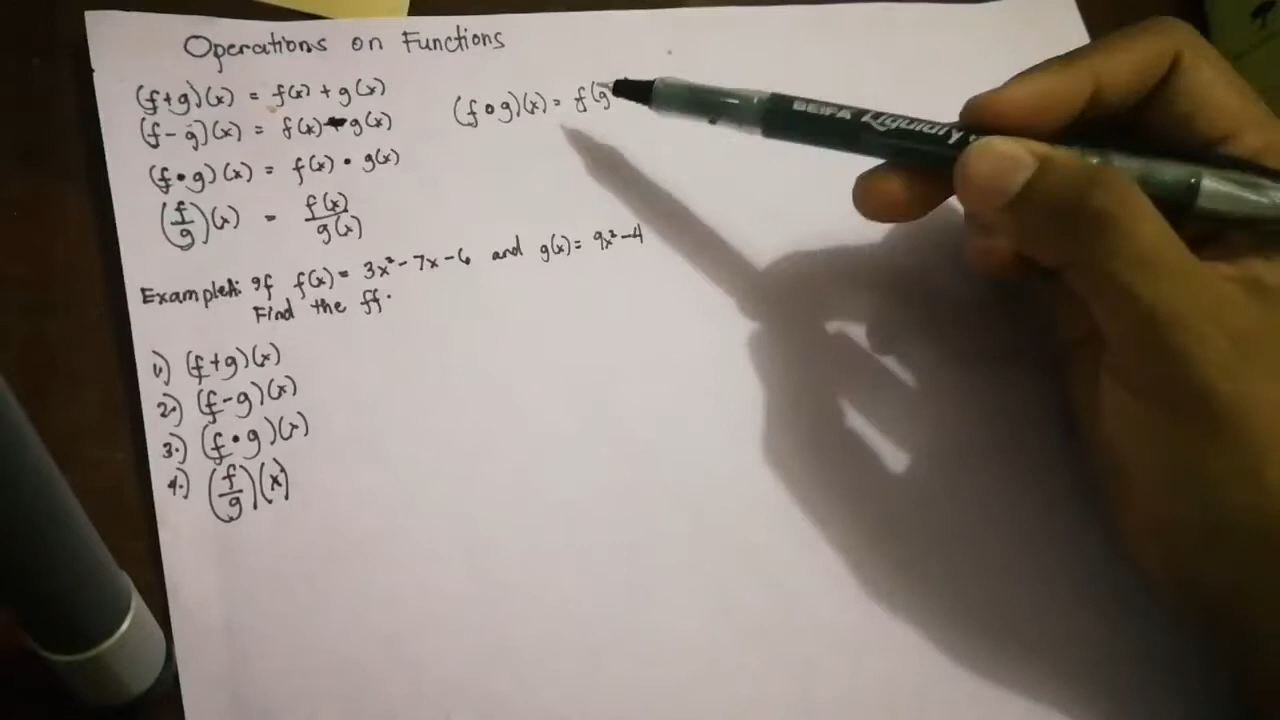 Operations on Functions
(f+g)(x) = f(x) + g(x)
(f-g)(x) = f(x) - g(x)
(f•g)(x) = f(x) • g(x)
(f/g)(x) = f(x)/g(x)
(f∘g)(x) = f(g
Example: If f(x) = 3x²-7x-6 and g(x) = 9x²-4
Find the ff.
1.) (f+g)(x)
2.) (f-g)(x)
3.) (f•g)(x)
4.) (f/g)(x)
BEIFA Liquidry